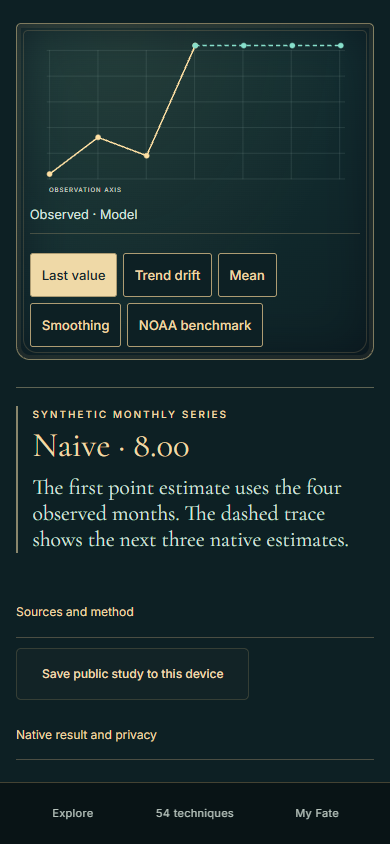 OBSERVATION AXIS
Observed · Model
Last value
Trend drift
Mean
Smoothing
NOAA benchmark
SYNTHETIC MONTHLY SERIES
Naive · 8.00
The first point estimate uses the four
observed months. The dashed trace
shows the next three native estimates.
Sources and method
Save public study to this device
Native result and privacy
Explore
54 techniques
My Fate